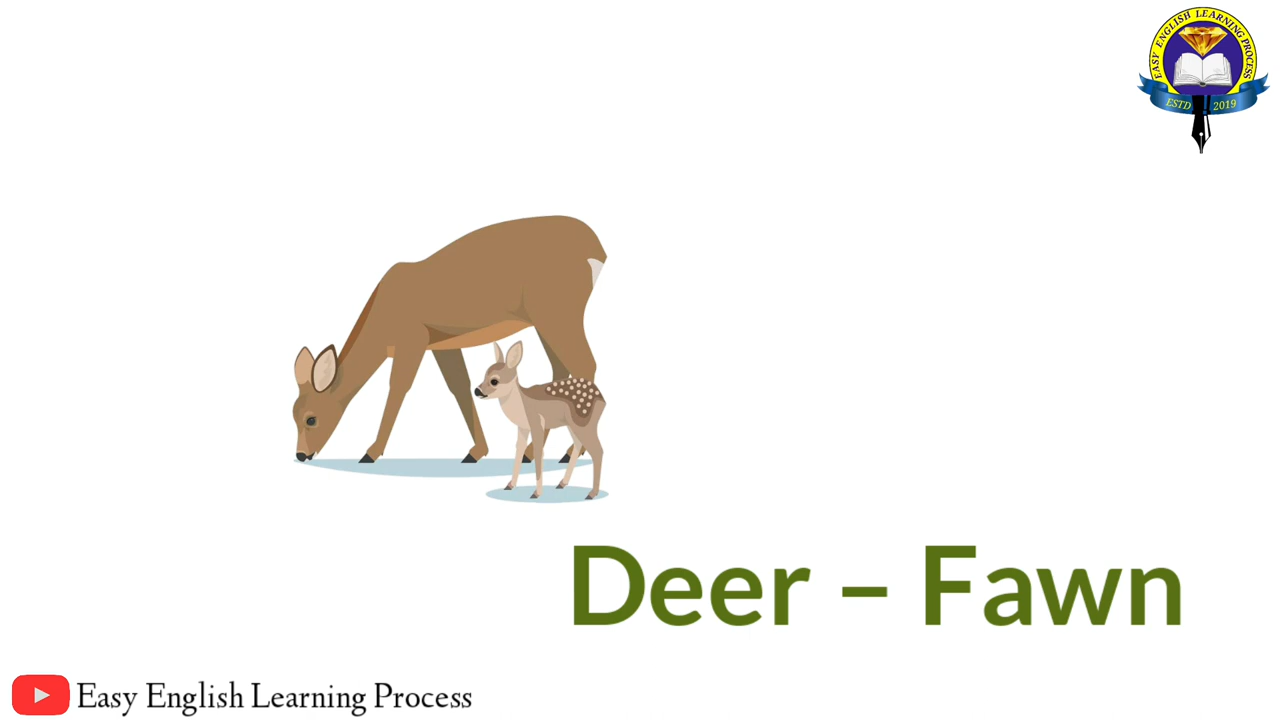 EASY ENGLISH LEARNING PROCESS
ESTD 2019
Deer – Fawn
Easy English Learning Process